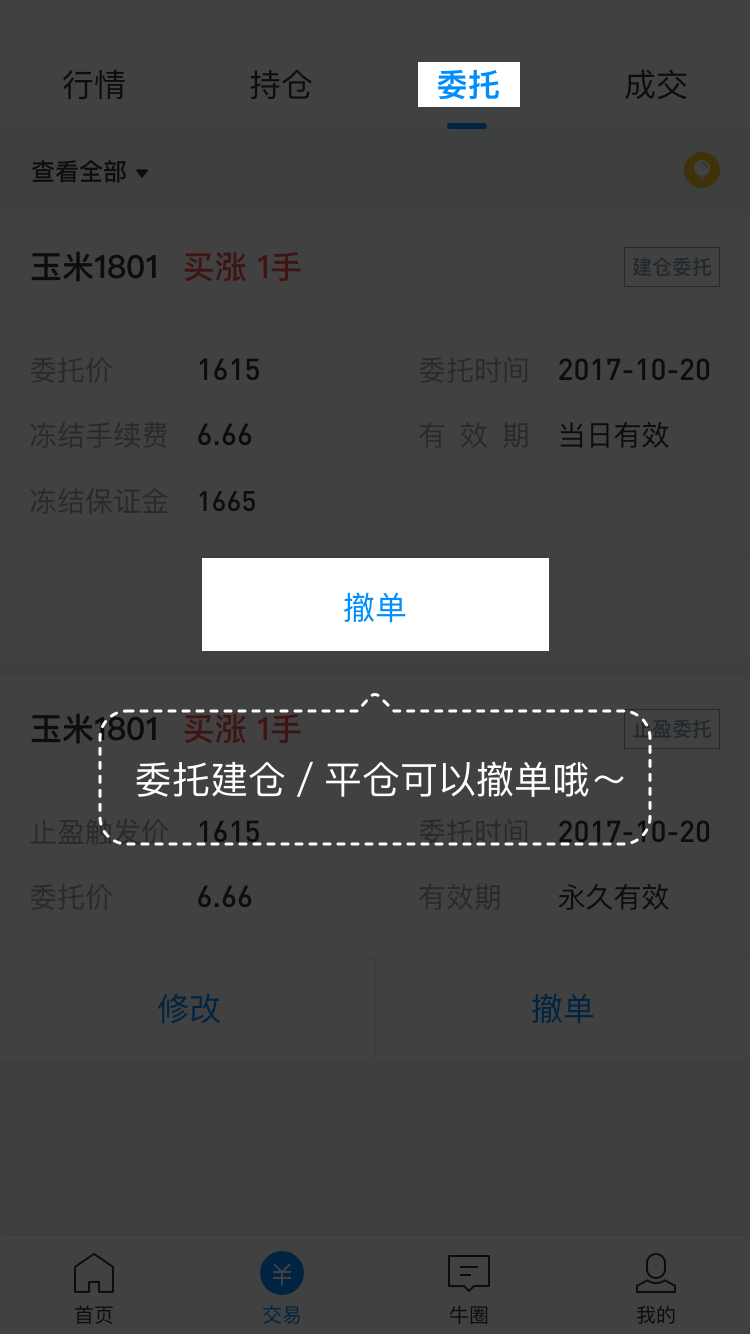 行情 持仓 委托 成交
查看全部
玉米1801 买涨 1手 建仓委托
委托价 1615 委托时间 2017-10-20
冻结手续费 6.66 有效期 当日有效
冻结保证金 1665
撤单
玉米1801 买涨 1手 止盈委托
委托建仓 / 平仓可以撤单哦～
止盈触发价 1615 委托时间 2017-10-20
委托价 6.66 有效期 永久有效
修改 撤单
首页 交易 牛圈 我的